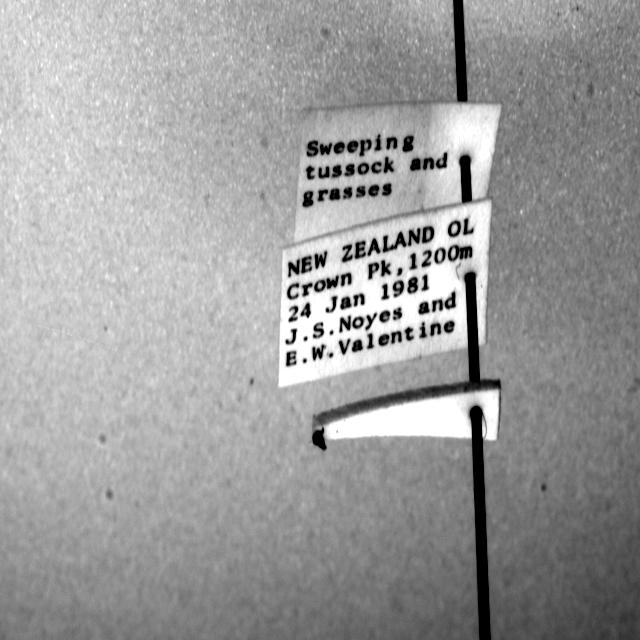 Sweeping
tussock and
grasses
NEW ZEALAND OL
Crown Pk,1200m
24 Jan 1981
J.S.Noyes and
E.W.Valentine